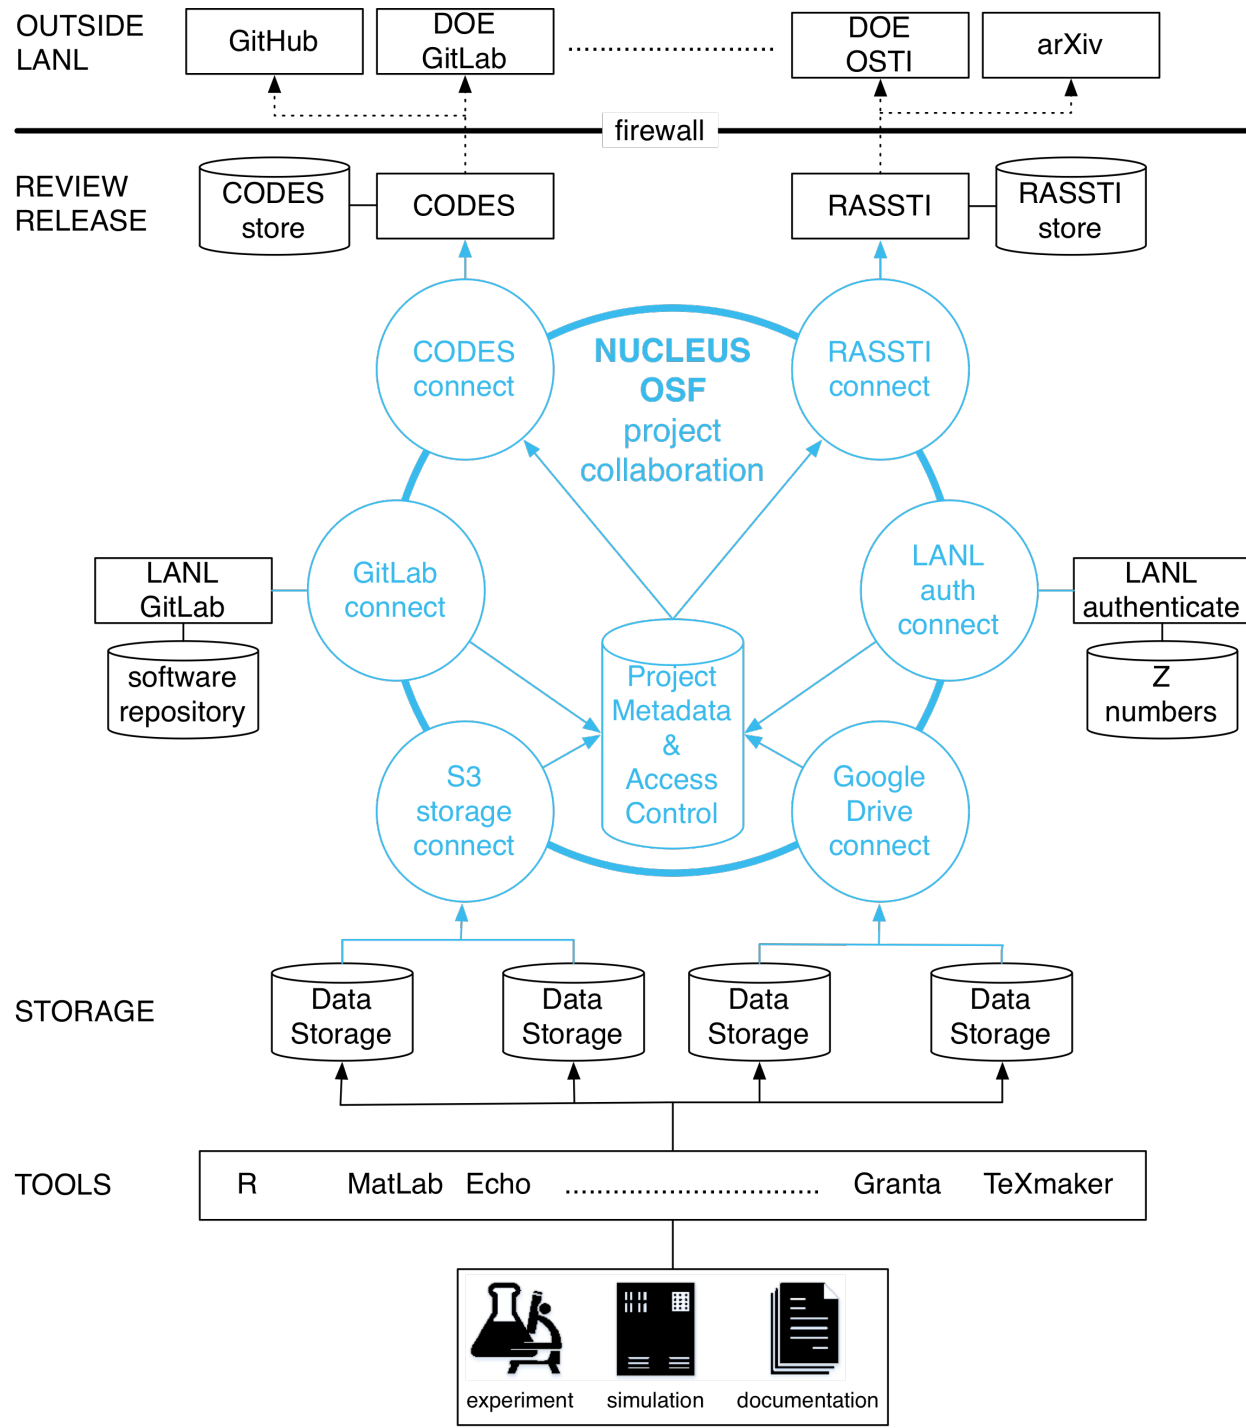 OUTSIDE
LANL
GitHub
DOE
GitLab
DOE
OSTI
arXiv
firewall
REVIEW
RELEASE
CODES
store
CODES
RASSTI
RASSTI
store
CODES
connect
NUCLEUS
OSF
project
collaboration
RASSTI
connect
LANL
GitLab
software
repository
GitLab
connect
LANL
auth
connect
LANL
authenticate
Z
numbers
Project
Metadata
&
Access
Control
S3
storage
connect
Google
Drive
connect
STORAGE
Data
Storage
Data
Storage
Data
Storage
Data
Storage
TOOLS
R MatLab Echo ............................... Granta TeXmaker
experiment simulation documentation